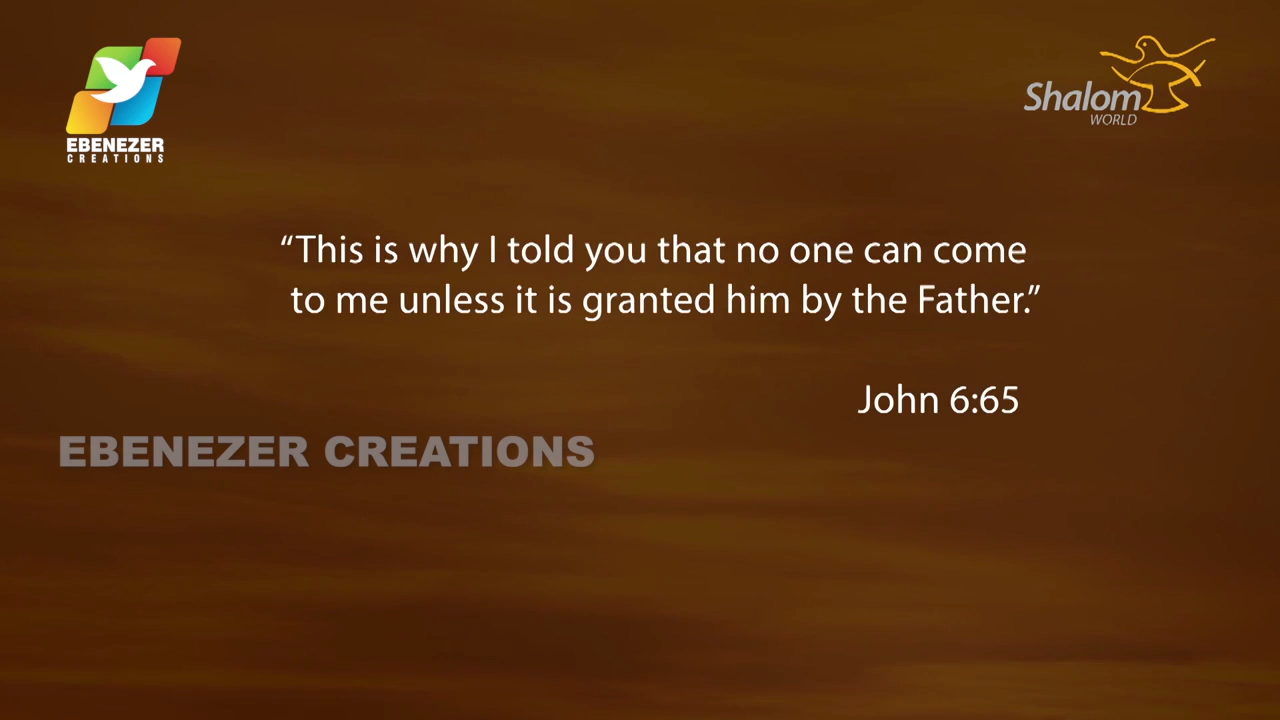 EBENEZER
CREATIONS
Shalom
WORLD
“This is why I told you that no one can come
to me unless it is granted him by the Father.”
John 6:65
EBENEZER CREATIONS